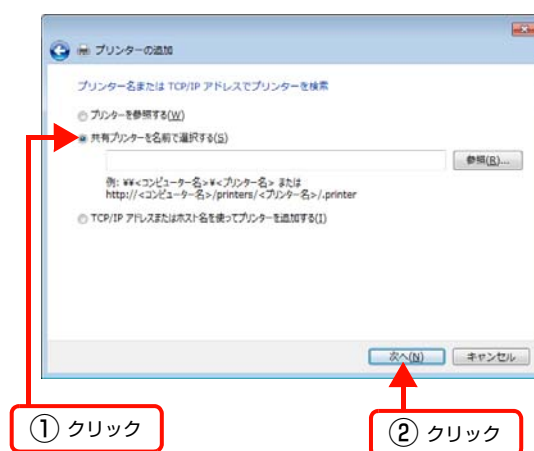 プリンターの追加
プリンター名または TCP/IP アドレスでプリンターを検索
プリンターを参照する(W)
共有プリンターを名前で選択する(S)
参照(R)...
例: ¥¥<コンピューター名>¥<プリンター名> または
http://<コンピューター名>/printers/<プリンター名>/.printer
TCP/IP アドレスまたはホスト名を使ってプリンターを追加する(I)
次へ(N) キャンセル
① クリック
② クリック